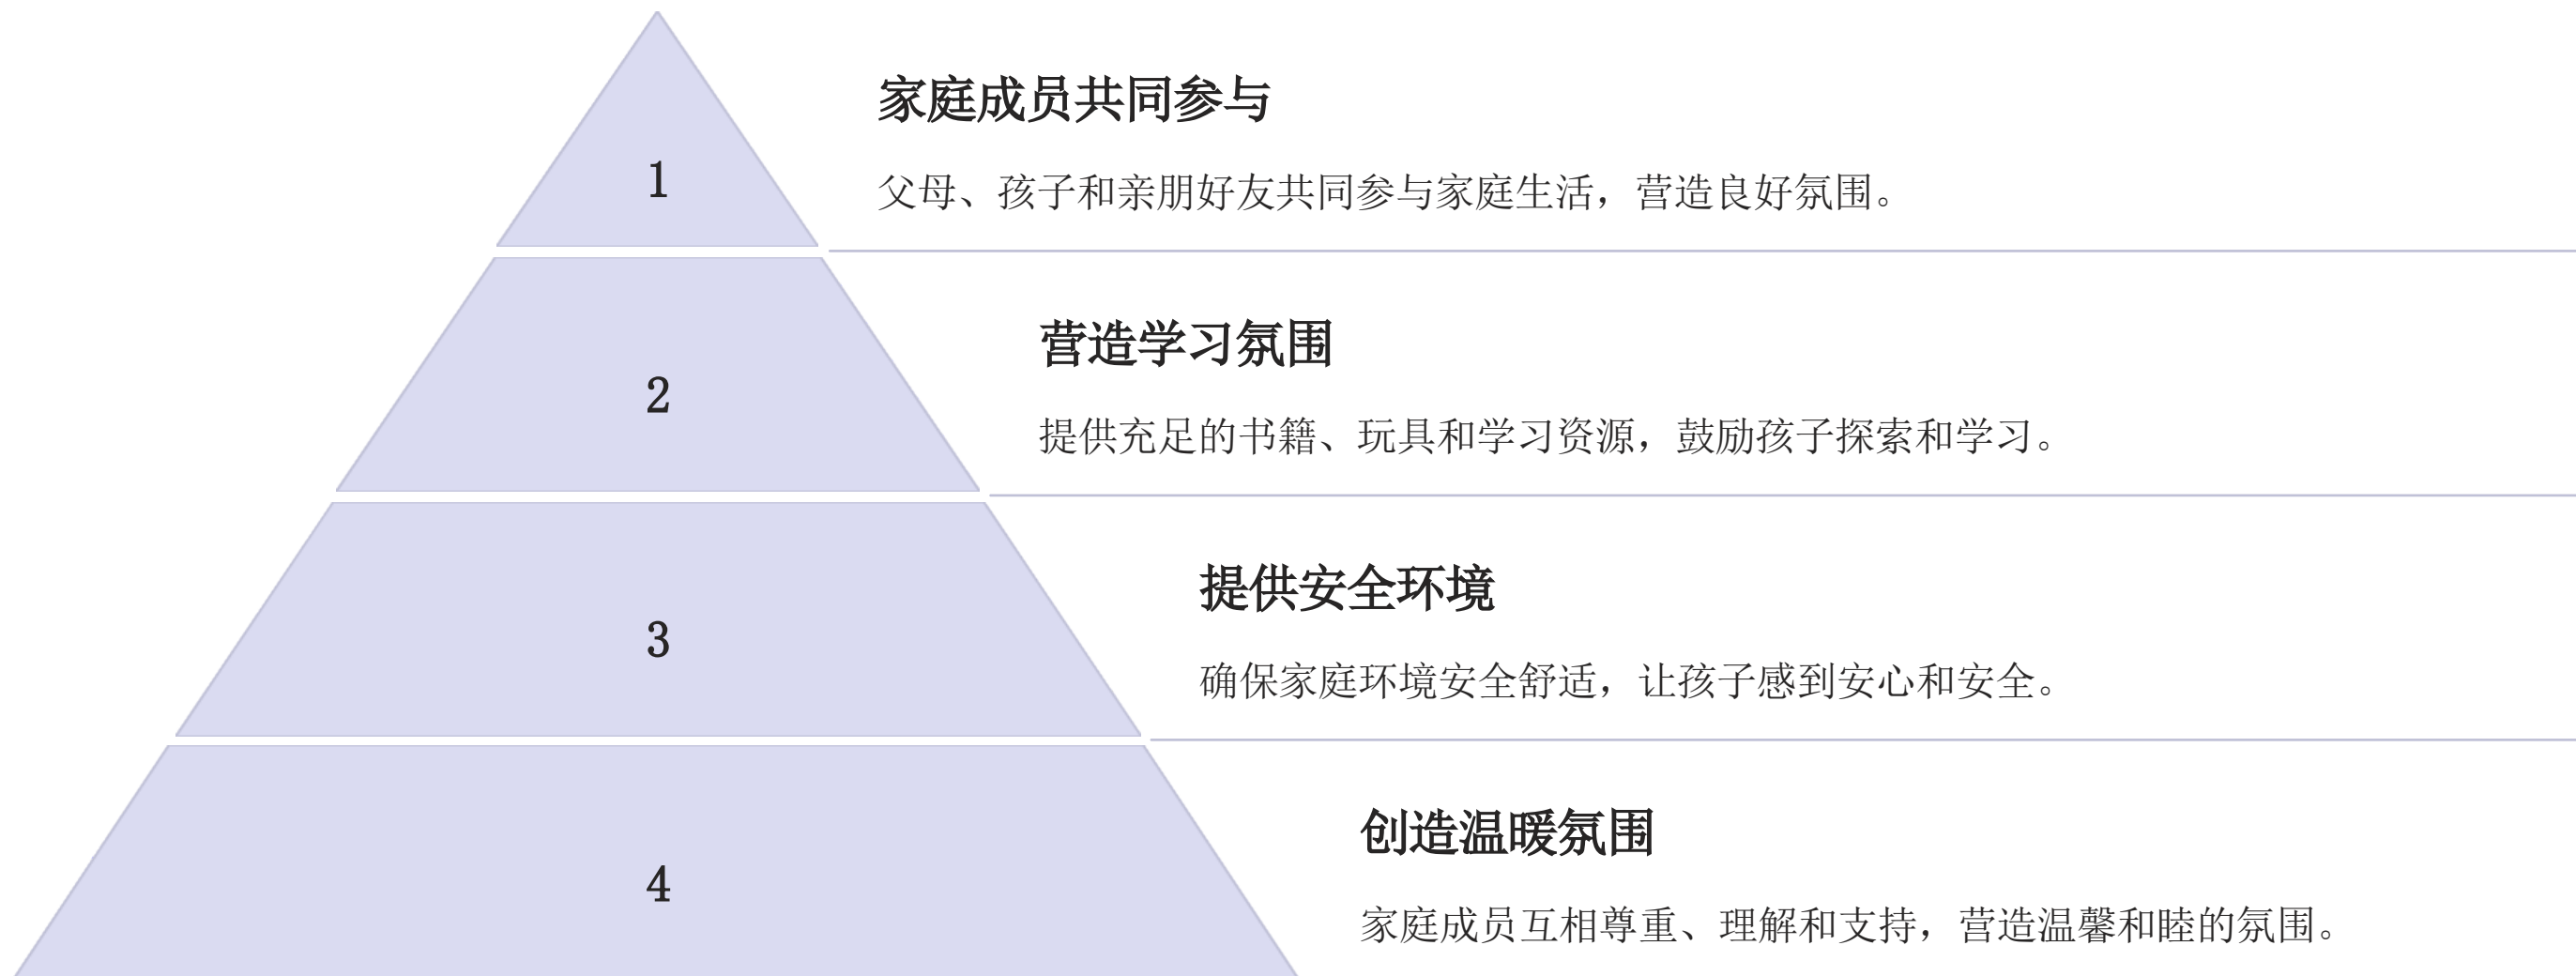 家庭成员共同参与
1
父母、孩子和亲朋好友共同参与家庭生活，营造良好氛围。
营造学习氛围
2
提供充足的书籍、玩具和学习资源，鼓励孩子探索和学习。
提供安全环境
3
确保家庭环境安全舒适，让孩子感到安心和安全。
创造温暖氛围
4
家庭成员互相尊重、理解和支持，营造温馨和睦的氛围。